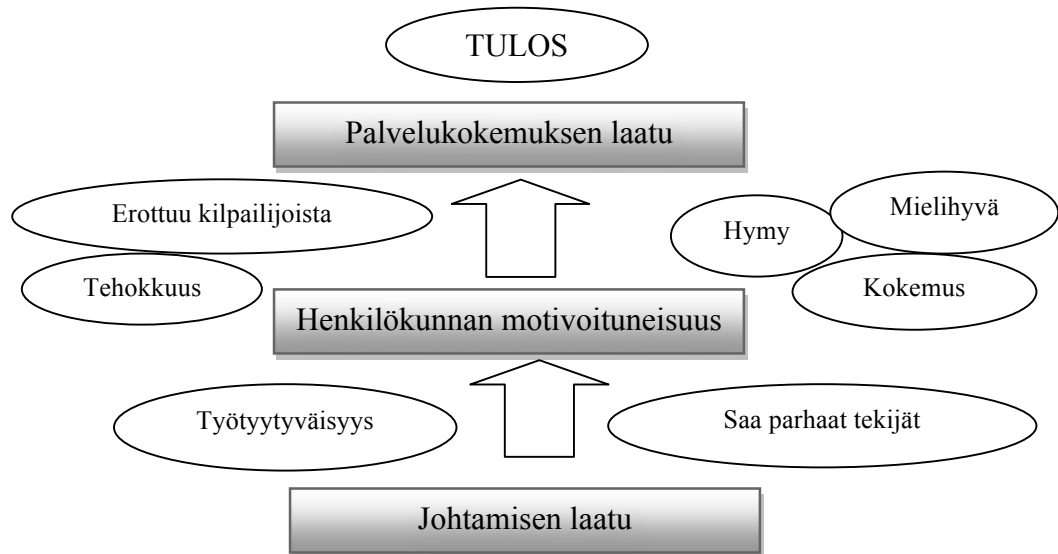 TULOS
Palvelukokemuksen laatu
Erottuu kilpailijoista
Mielihyvä
Hymy
Tehokkuus
Kokemus
Henkilökunnan motivoituneisuus
Työtyytyväisyys
Saa parhaat tekijät
Johtamisen laatu